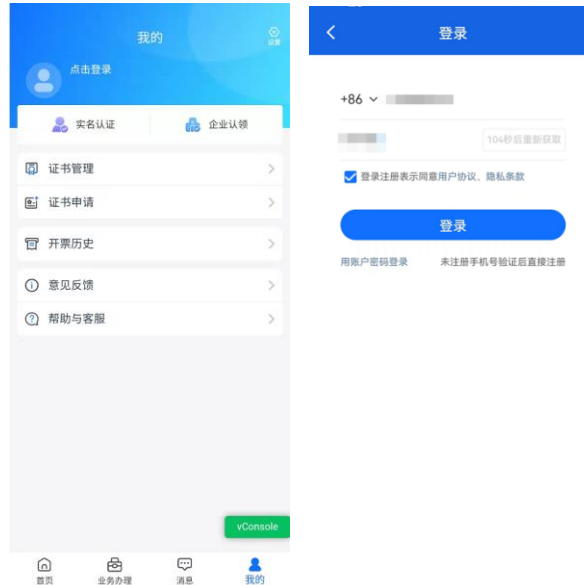 我的
设置
点击登录
实名认证
企业认领
证书管理
证书申请
开票历史
意见反馈
帮助与客服
vConsole
首页
业务办理
消息
我的
登录
+86
104秒后重新获取
登录注册表示同意用户协议、隐私条款
登录
用账户密码登录 未注册手机号验证后直接注册